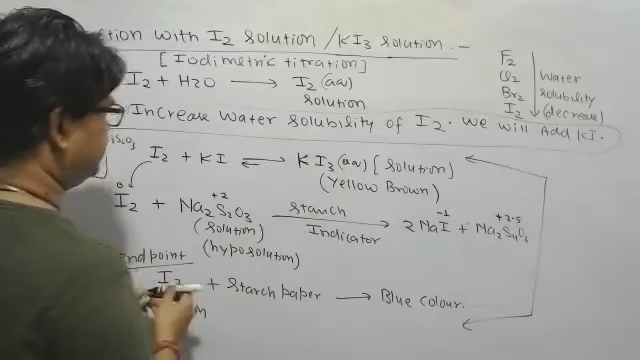 ction with I2 Solution / KI3 Solution. -
[Iodimetric titration]
I2 + H2O ⟶ I2 (aq)
Solution
F2
Cl2
Br2
I2
water
solubility
(decrease)
Increase water solubility of I2. We will Add KI.
S2O3
I2 + KI ⇌ KI3 (aq) [Solution]
(Yellow Brown)
0 +2 -1 +2.5
I2 + Na2S2O3 ⟶ 2 NaI + Na2S4O6
Starch
Indicator
(Solution)
(hyposolution)
endpoint
I2 + Starch paper ⟶ Blue colour.